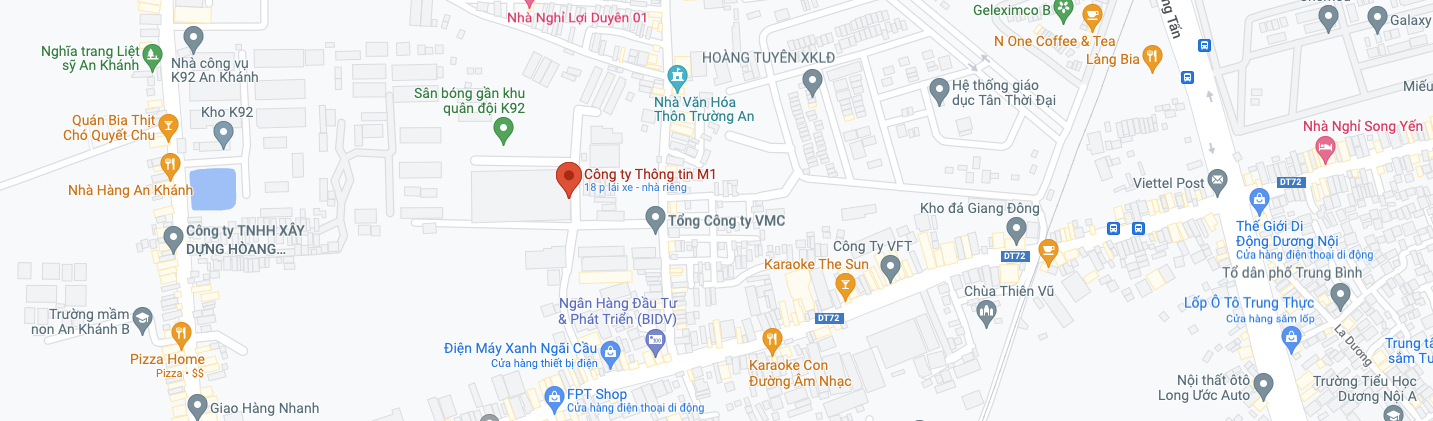 Nhà Nghỉ Lợi Duyên 01
Geleximco B
ng Tấn
Galaxy
N One Coffee & Tea
Làng Bia
Nghĩa trang Liệt
sỹ An Khánh
Nhà công vụ
K92 An Khánh
HOÀNG TUYÊN XKLĐ
Hệ thống giáo
dục Tân Thời Đại
Miếu
Sân bóng gần khu
quân đội K92
Nhà Văn Hóa
Thôn Trường An
Kho K92
Quán Bia Thịt
Chó Quyết Chu
Nhà Nghỉ Song Yến
Nhà Hàng An Khánh
Công ty Thông tin M1
18 p lái xe - nhà riêng
Viettel Post
DT72
Kho đá Giang Đông
Tổng Công ty VMC
Công ty TNHH XÂY
DỰNG HÒANG...
Thế Giới Di
Động Dương Nội
Cửa hàng điện thoại di động
Công Ty VFT
DT72
Karaoke The Sun
Tổ dân phố Trung Bình
Chùa Thiên Vũ
Ngân Hàng Đầu Tư
& Phát Triển (BIDV)
DT72
Lốp Ô Tô Trung Thực
Cửa hàng săm lốp
Trường mầm
non An Khánh B
La Dương
Điện Máy Xanh Ngãi Cầu
Cửa hàng thiết bị điện
Trung tâ
sắm Tu
Pizza Home
Pizza • $$
Karaoke Con
Đường Âm Nhạc
Nội thất ôtô
Long Ước Auto
Trường Tiểu Học
Dương Nội A
FPT Shop
Cửa hàng điện thoại di động
Giao Hàng Nhanh